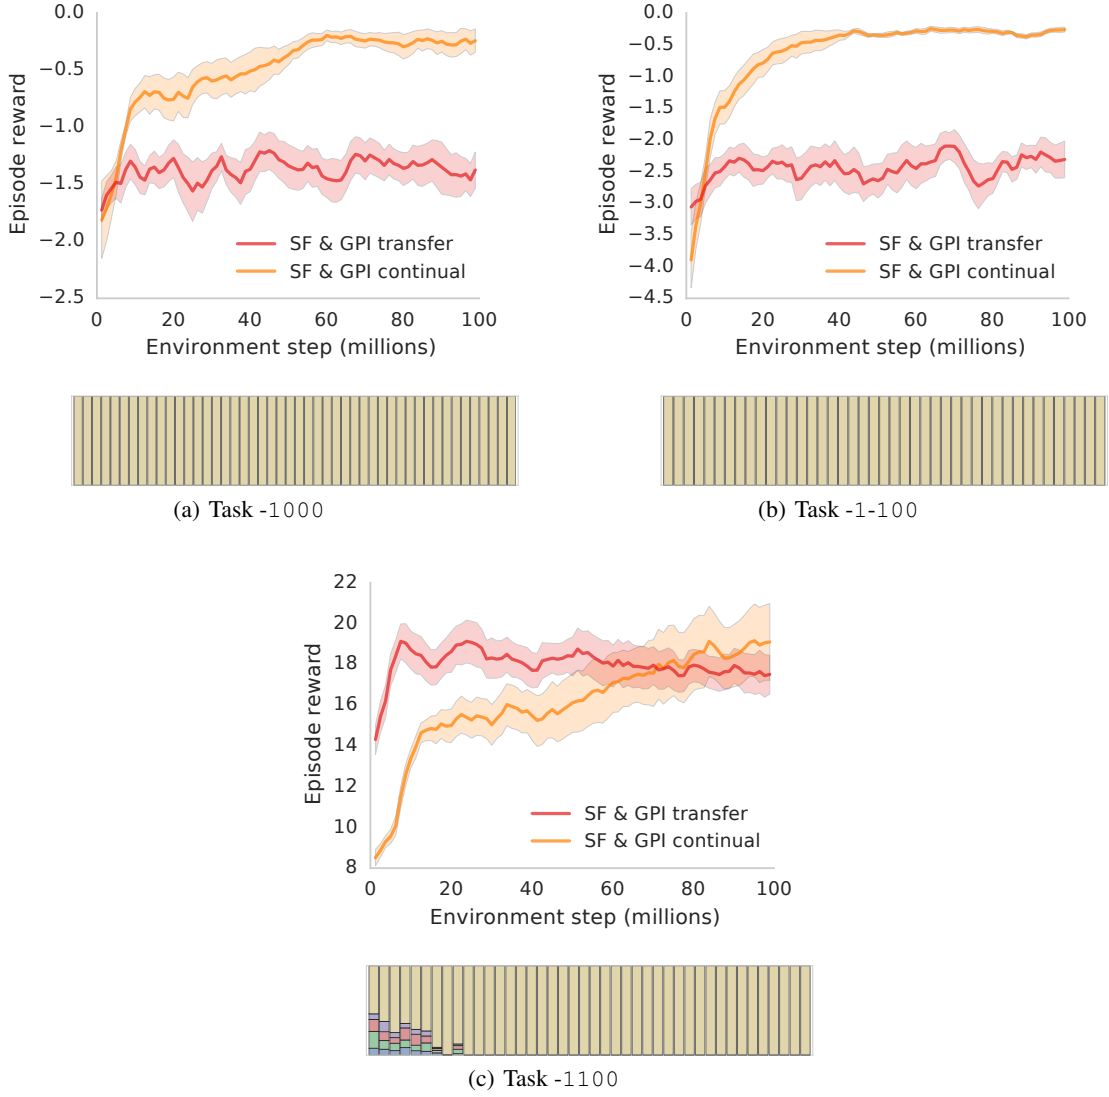 0.0
−0.5
−1.0
−1.5
−2.0
−2.5
Episode reward
SF & GPI transfer
SF & GPI continual
0 20 40 60 80 100
Environment step (millions)
(a) Task -1000
0.0
−0.5
−1.0
−1.5
−2.0
−2.5
−3.0
−3.5
−4.0
−4.5
Episode reward
SF & GPI transfer
SF & GPI continual
0 20 40 60 80 100
Environment step (millions)
(b) Task -1-100
22
20
18
16
14
12
10
8
Episode reward
SF & GPI transfer
SF & GPI continual
0 20 40 60 80 100
Environment step (millions)
(c) Task -1100